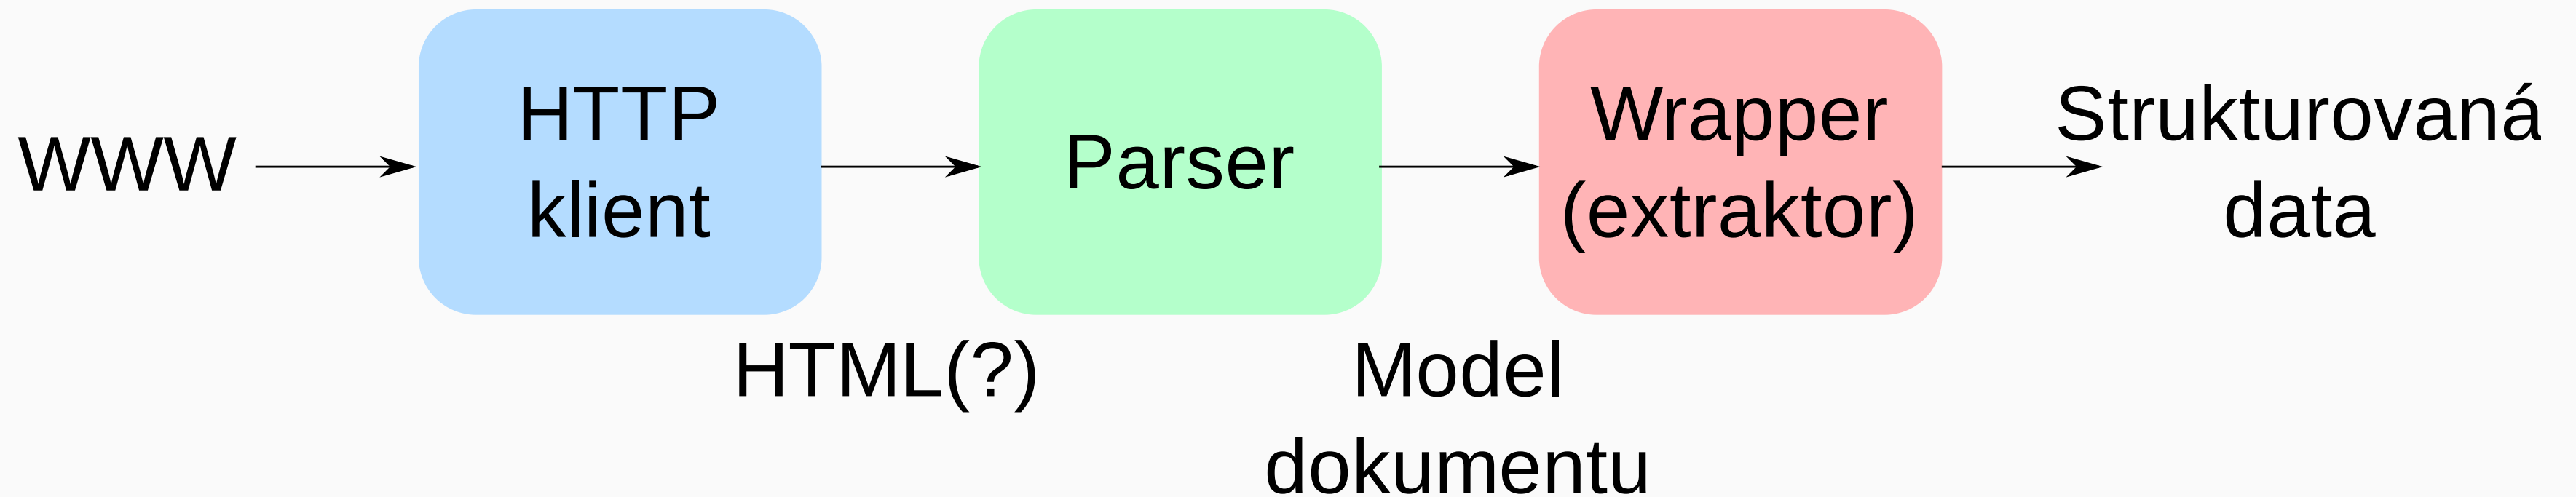 WWW
HTTP
klient
HTML(?)
Parser
Model
dokumentu
Wrapper
(extraktor)
Strukturovaná
data